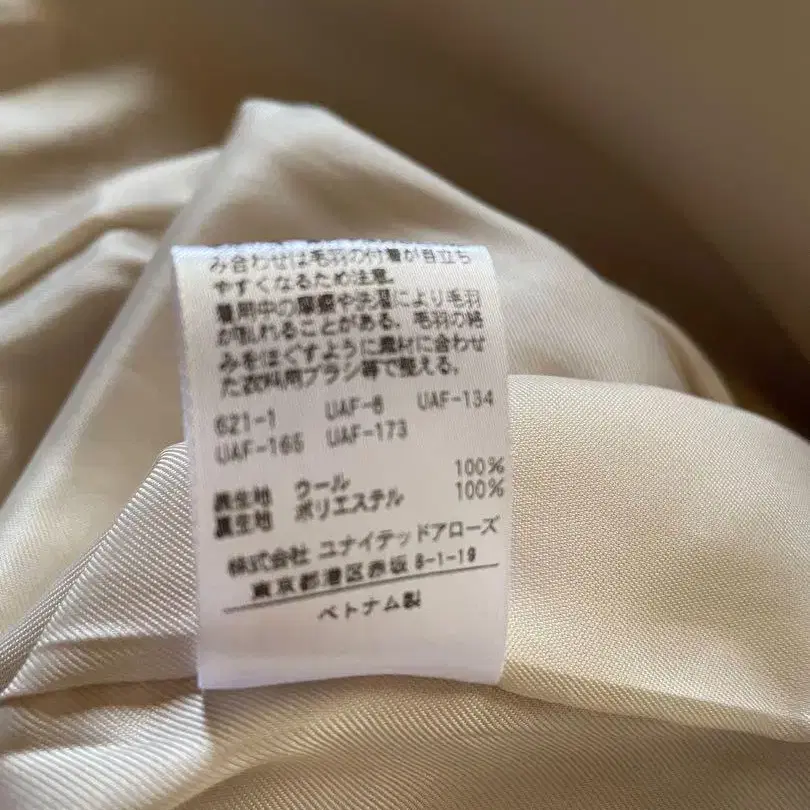 み合わせは毛羽の付着が目立ち
やすくなるため注意.
着用中の摩擦や洗濯により毛羽
が乱れることがある。毛羽の絡
みをほぐすように素材に合わせ
た衣料用ブラシ等で整える。
621-1 UAF-8 UAF-134
UAF-165 UAF-173
表生地 ウール 100%
裏生地 ポリエステル 100%
株式会社 ユナイテッドアローズ
東京都港区赤坂 8-1-19
ベトナム製